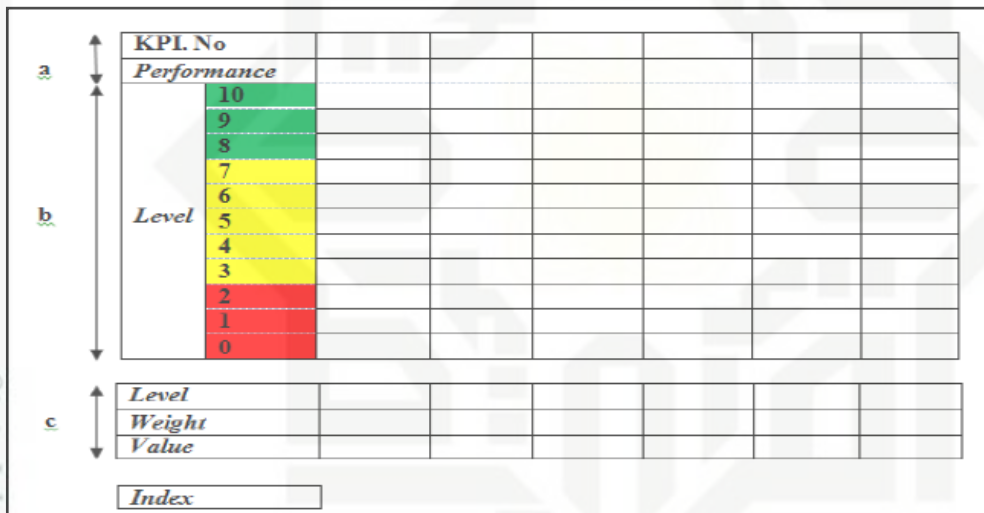 KPI. No
a
Performance
10
9
8
7
6
b
Level
5
4
3
2
1
0
Level
c
Weight
Value
Index